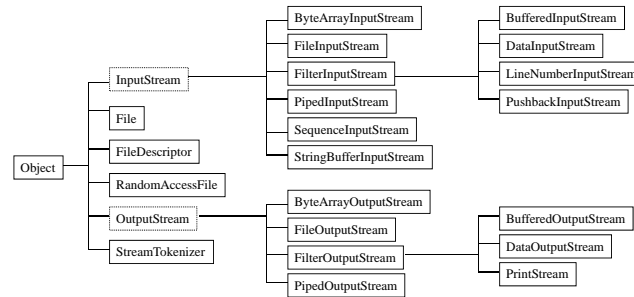 Object
InputStream
File
FileDescriptor
RandomAccessFile
OutputStream
StreamTokenizer
ByteArrayInputStream
FileInputStream
FilterInputStream
PipedInputStream
SequenceInputStream
StringBufferInputStream
BufferedInputStream
DataInputStream
LineNumberInputStream
PushbackInputStream
ByteArrayOutputStream
FileOutputStream
FilterOutputStream
PipedOutputStream
BufferedOutputStream
DataOutputStream
PrintStream